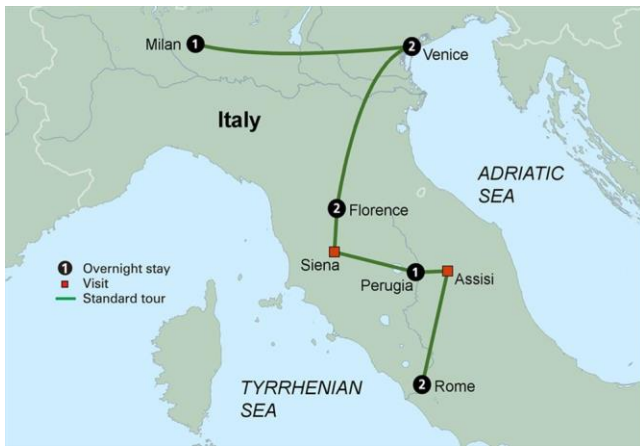 Milan
1
2
Venice
Italy
ADRIATIC
SEA
2
Florence
Siena
1
Perugia
Assisi
1 Overnight stay
Visit
Standard tour
2
Rome
TYRRHENIAN
SEA